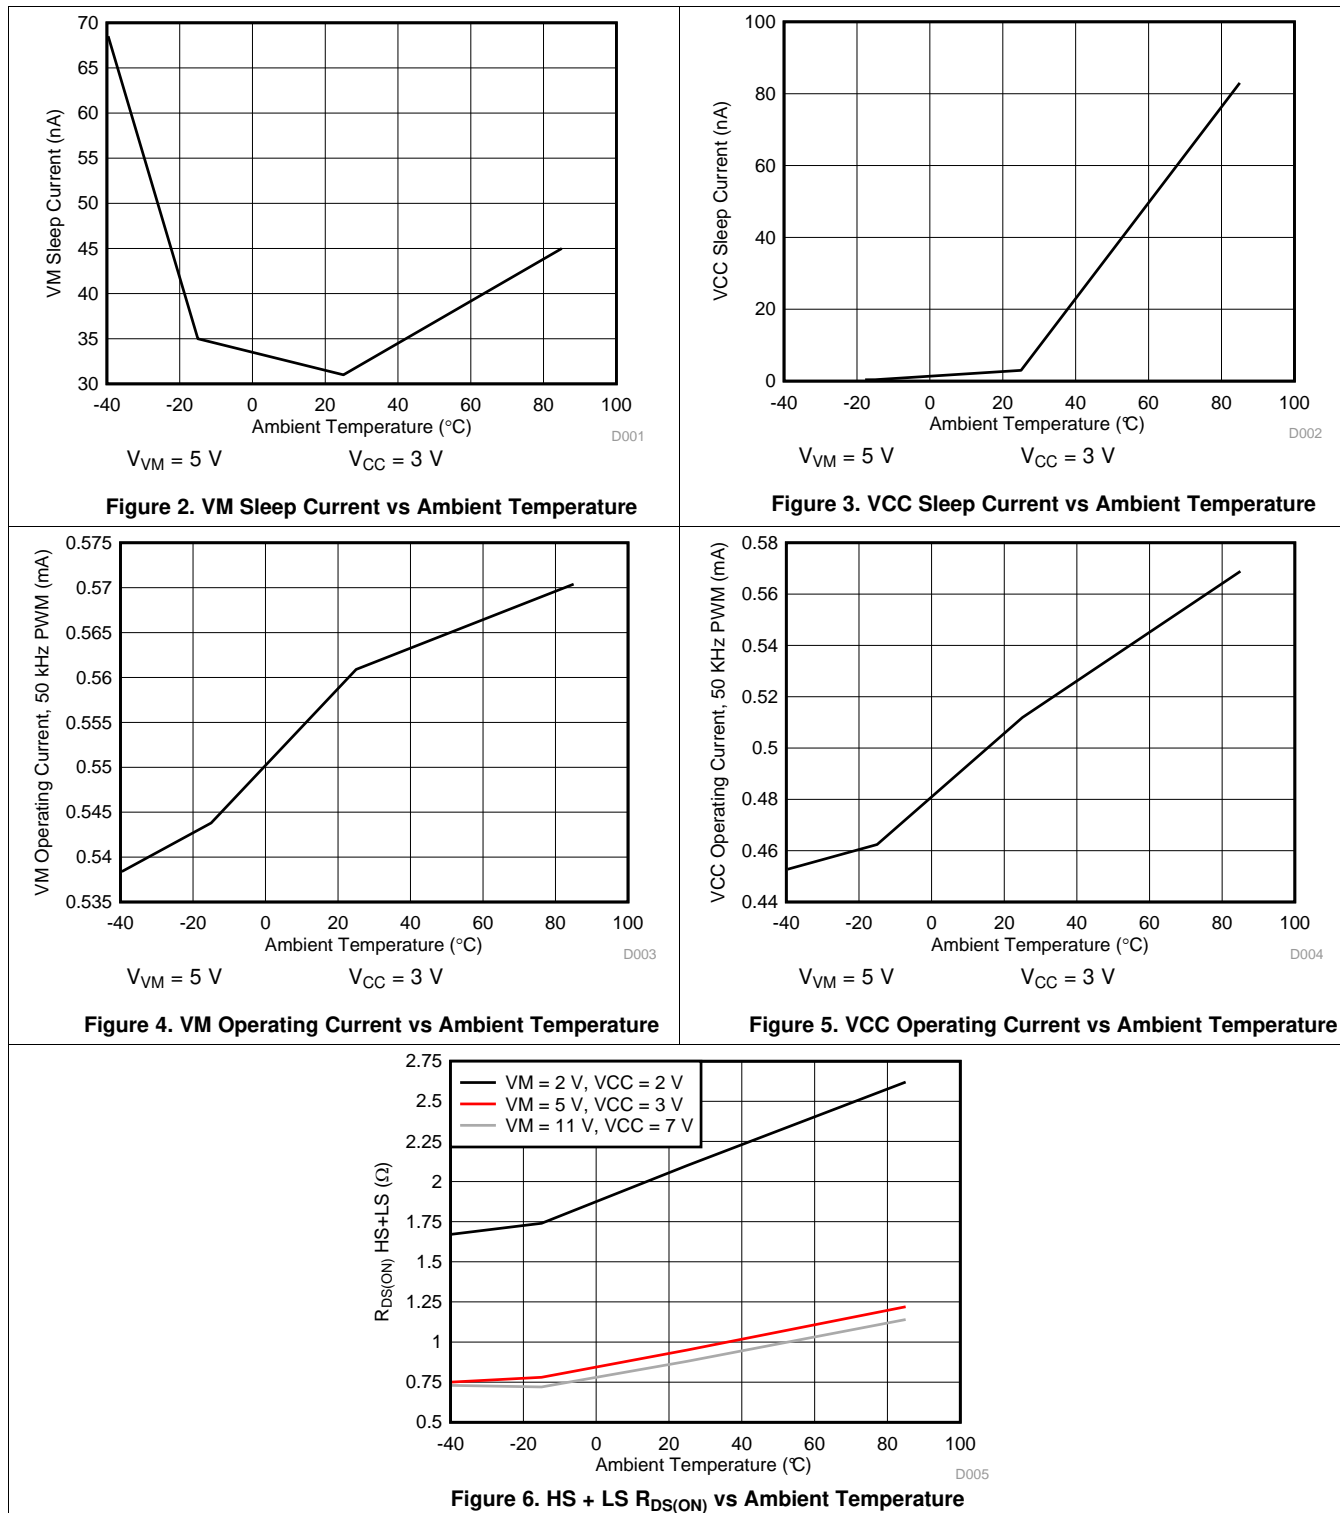 70
65
60
55
50
45
40
35
30
VM Sleep Current (nA)
-40 -20 0 20 40 60 80 100
Ambient Temperature (°C)
D001
V_VM = 5 V V_CC = 3 V
Figure 2. VM Sleep Current vs Ambient Temperature
100
80
60
40
20
0
VCC Sleep Current (nA)
-40 -20 0 20 40 60 80 100
Ambient Temperature (°C)
D002
V_VM = 5 V V_CC = 3 V
Figure 3. VCC Sleep Current vs Ambient Temperature
0.575
0.57
0.565
0.56
0.555
0.55
0.545
0.54
0.535
VM Operating Current, 50 kHz PWM (mA)
-40 -20 0 20 40 60 80 100
Ambient Temperature (°C)
D003
V_VM = 5 V V_CC = 3 V
Figure 4. VM Operating Current vs Ambient Temperature
0.58
0.56
0.54
0.52
0.5
0.48
0.46
0.44
VCC Operating Current, 50 KHz PWM (mA)
-40 -20 0 20 40 60 80 100
Ambient Temperature (°C)
D004
V_VM = 5 V V_CC = 3 V
Figure 5. VCC Operating Current vs Ambient Temperature
2.75
2.5
2.25
2
1.75
1.5
1.25
1
0.75
0.5
R_DS(ON) HS+LS (Ω)
VM = 2 V, VCC = 2 V
VM = 5 V, VCC = 3 V
VM = 11 V, VCC = 7 V
-40 -20 0 20 40 60 80 100
Ambient Temperature (°C)
D005
Figure 6. HS + LS R_DS(ON) vs Ambient Temperature